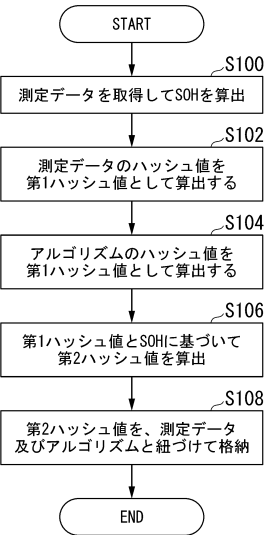 START
S100
測定データを取得してSOHを算出
S102
測定データのハッシュ値を
第1ハッシュ値として算出する
S104
アルゴリズムのハッシュ値を
第1ハッシュ値として算出する
S106
第1ハッシュ値とSOHに基づいて
第2ハッシュ値を算出
S108
第2ハッシュ値を、測定データ
及びアルゴリズムと紐づけて格納
END